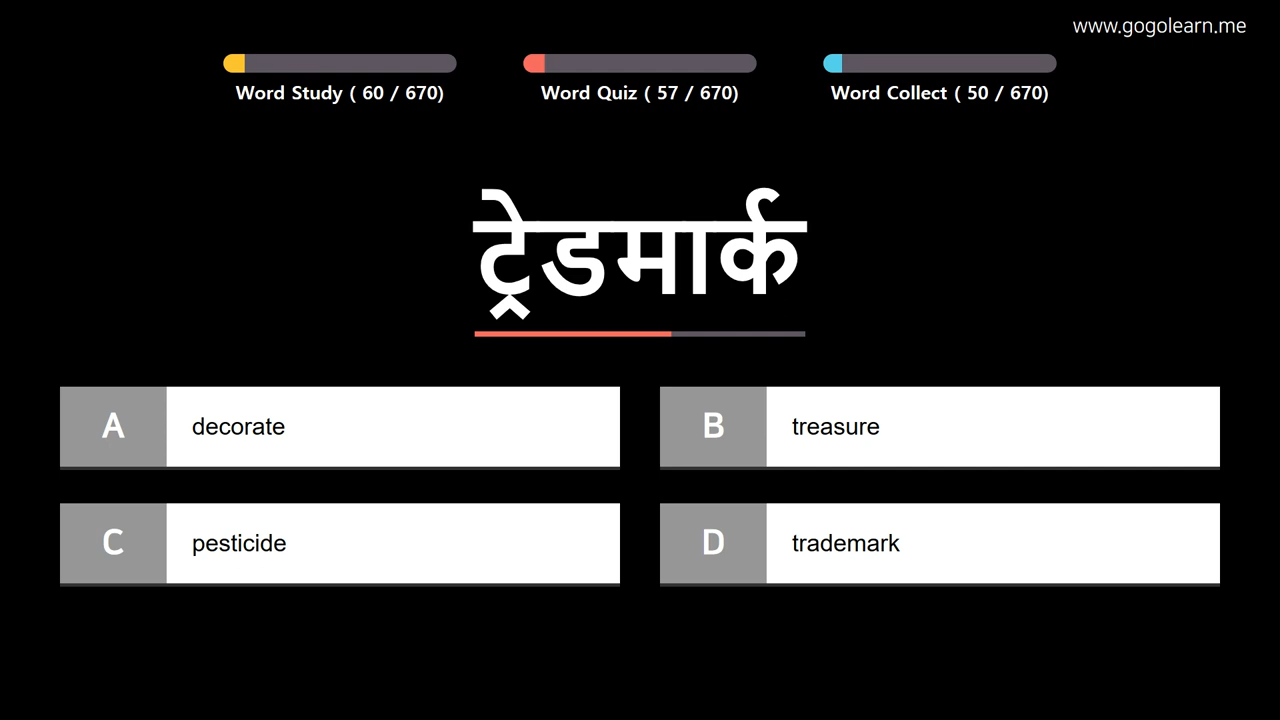 www.gogolearn.me
Word Study ( 60 / 670)
Word Quiz ( 57 / 670)
Word Collect ( 50 / 670)
ट्रेडमार्क
A decorate
B treasure
C pesticide
D trademark